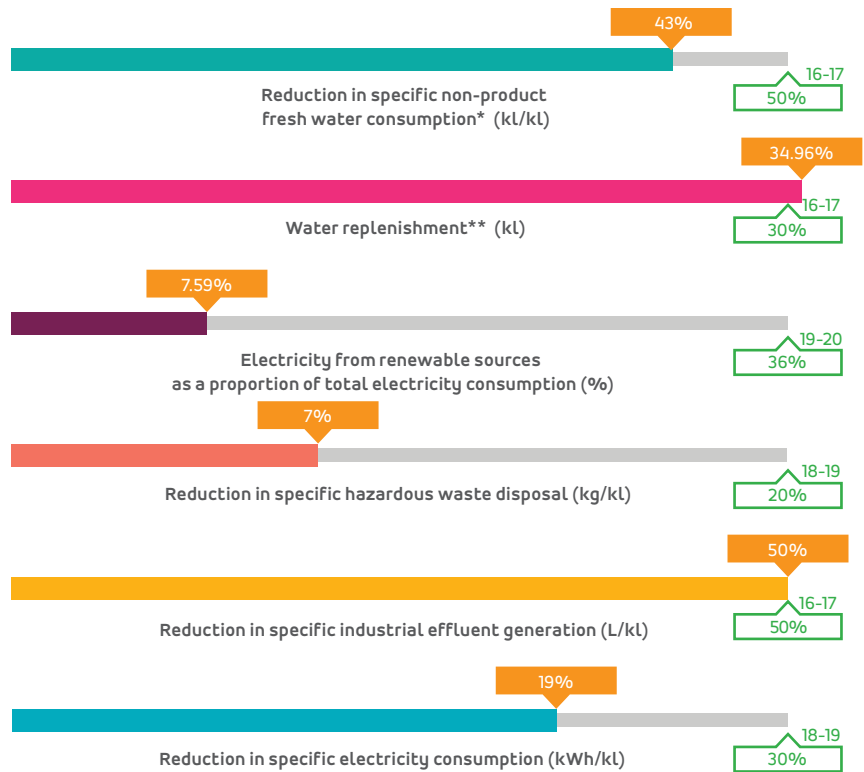 43%
16-17
50%
Reduction in specific non-product
fresh water consumption* (kl/kl)
34.96%
16-17
30%
Water replenishment** (kl)
7.59%
19-20
36%
Electricity from renewable sources
as a proportion of total electricity consumption (%)
7%
18-19
20%
Reduction in specific hazardous waste disposal (kg/kl)
50%
16-17
50%
Reduction in specific industrial effluent generation (L/kl)
19%
18-19
30%
Reduction in specific electricity consumption (kWh/kl)